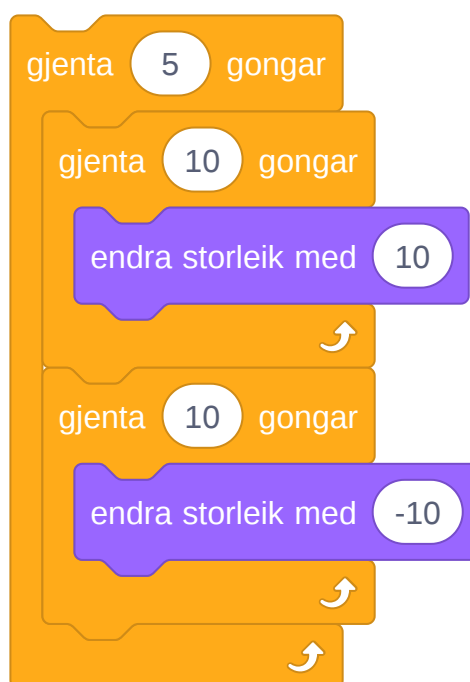 gjenta 5 gongar
gjenta 10 gongar
endra storleik med 10
gjenta 10 gongar
endra storleik med -10